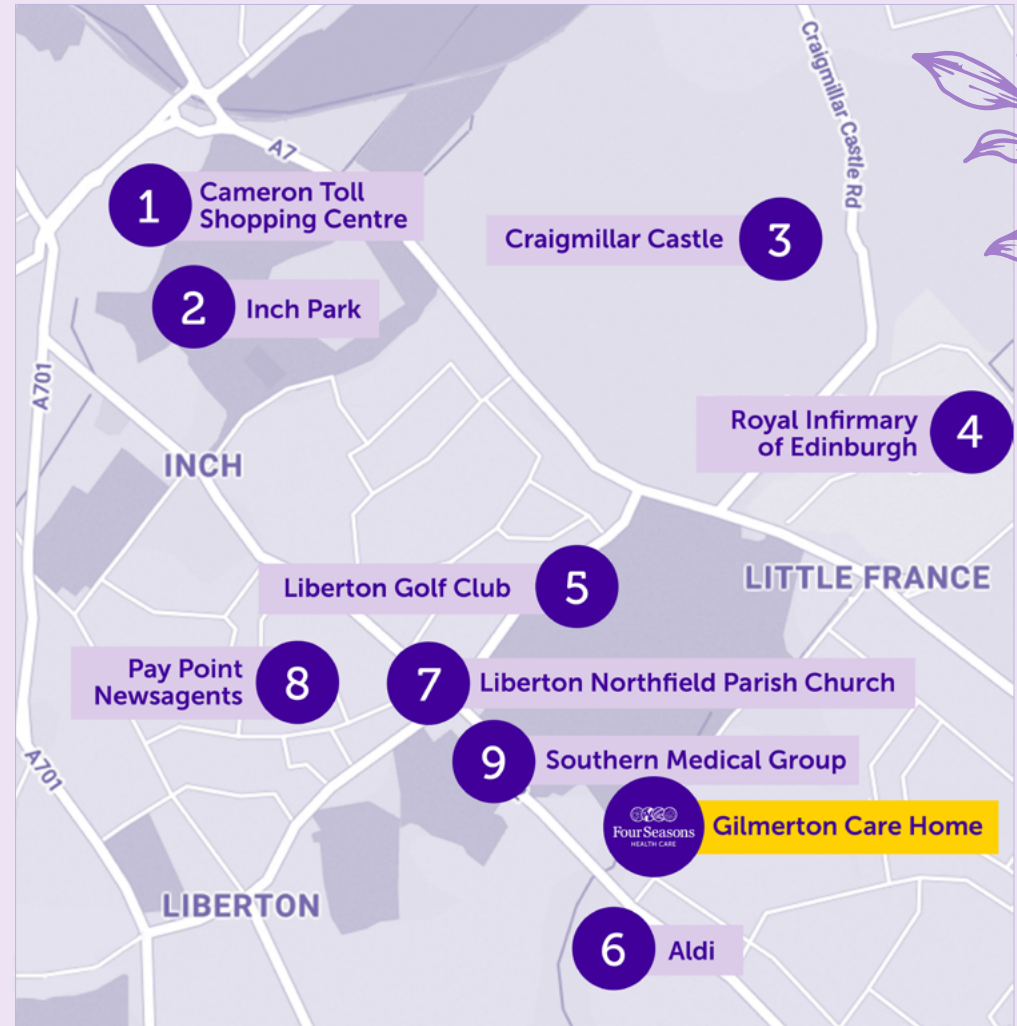 Craigmillar Castle Rd
A7
1
Cameron Toll
Shopping Centre
Craigmillar Castle
3
2
Inch Park
A701
Royal Infirmary
of Edinburgh
4
INCH
Liberton Golf Club
5
LITTLE FRANCE
Pay Point
Newsagents
8
7
Liberton Northfield Parish Church
9
Southern Medical Group
A701
Four Seasons
HEALTH CARE
Gilmerton Care Home
LIBERTON
6
Aldi